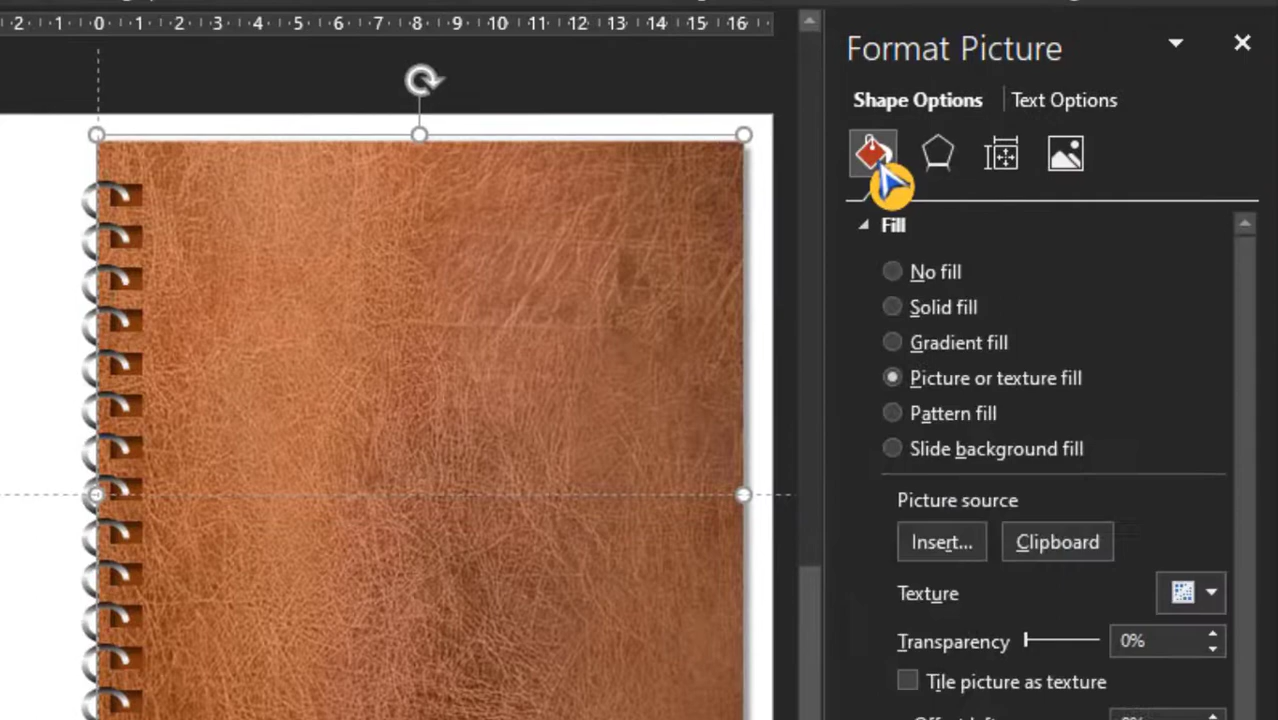 2 1 0 1 2 3 4 5 6 7 8 9 10 11 12 13 14 15 16
Format Picture
Shape Options Text Options
Fill
No fill
Solid fill
Gradient fill
Picture or texture fill
Pattern fill
Slide background fill
Picture source
Insert... Clipboard
Texture
Transparency 0%
Tile picture as texture